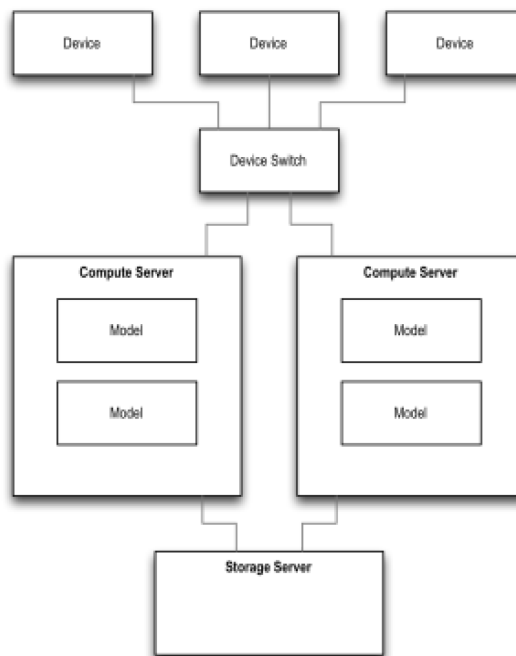 Device
Device
Device
Device Switch
Compute Server
Compute Server
Model
Model
Model
Model
Storage Server